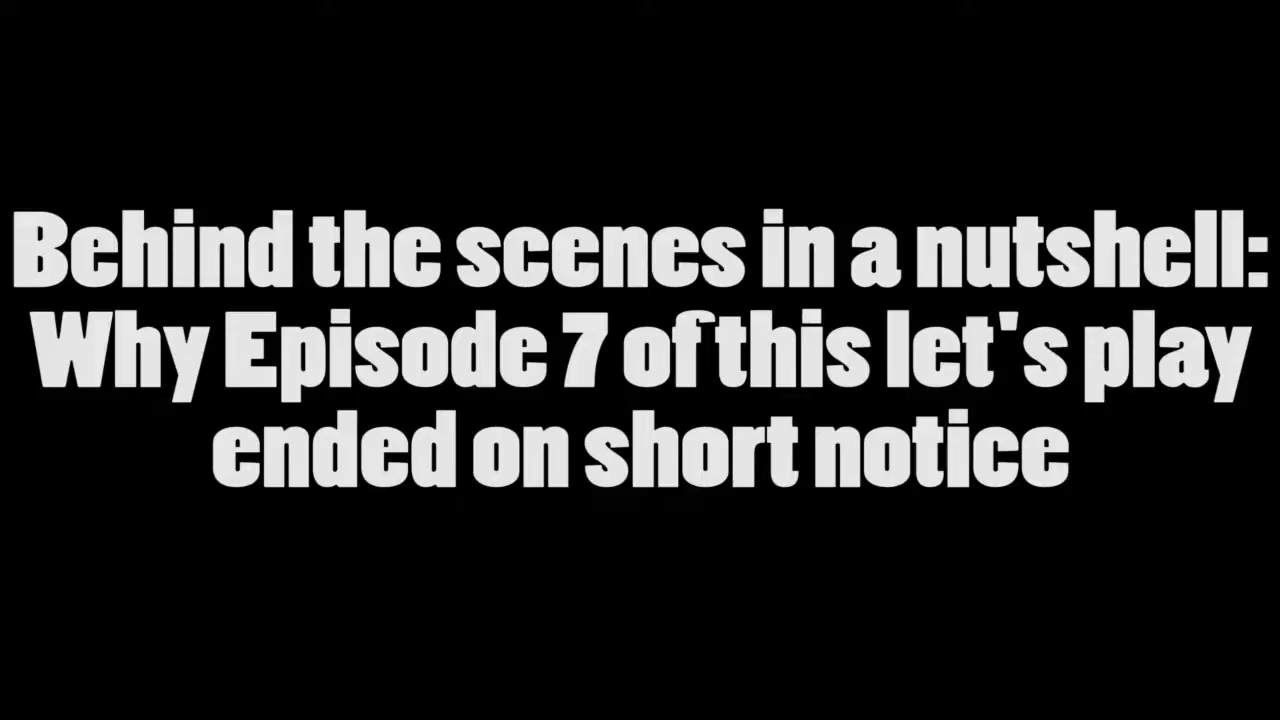 Behind the scenes in a nutshell:
Why Episode 7 of this let's play
ended on short notice